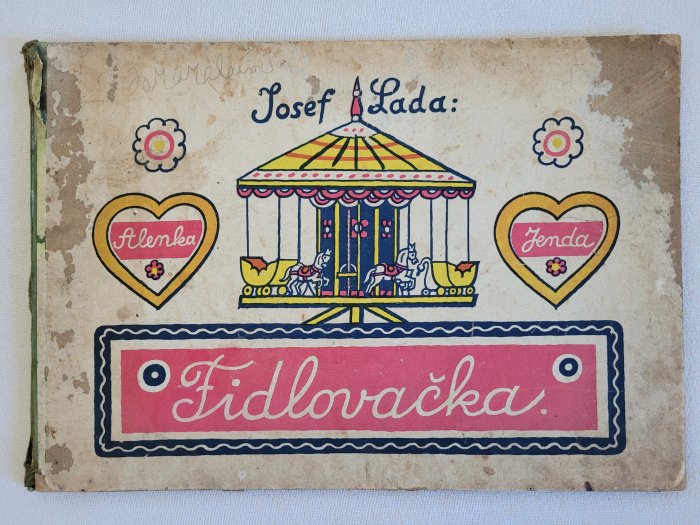 Josef Lada:
Alenka
Jenda
Fidlovačka.